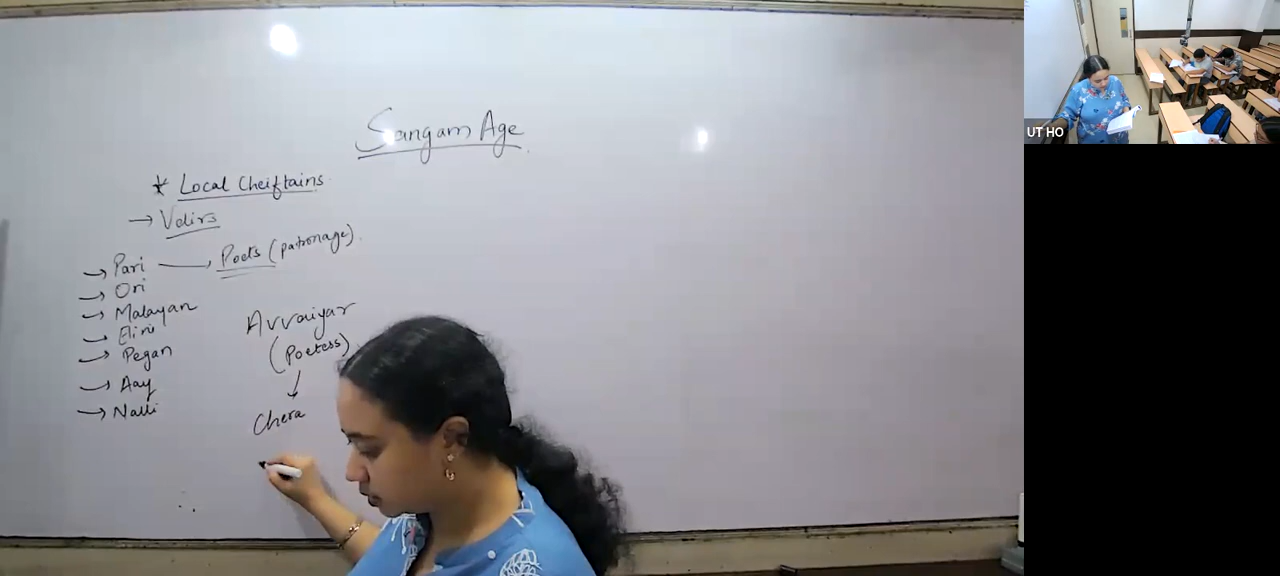 Sangam Age
* Local Cheiftains
→ Velirs
→ Pari → Poets (patronage).
→ Ori
→ Malayan
→ Elini
→ Pegan
→ Aay
→ Nalli
Avvaiyar
(Poetess)
↓
Chera
UT HO